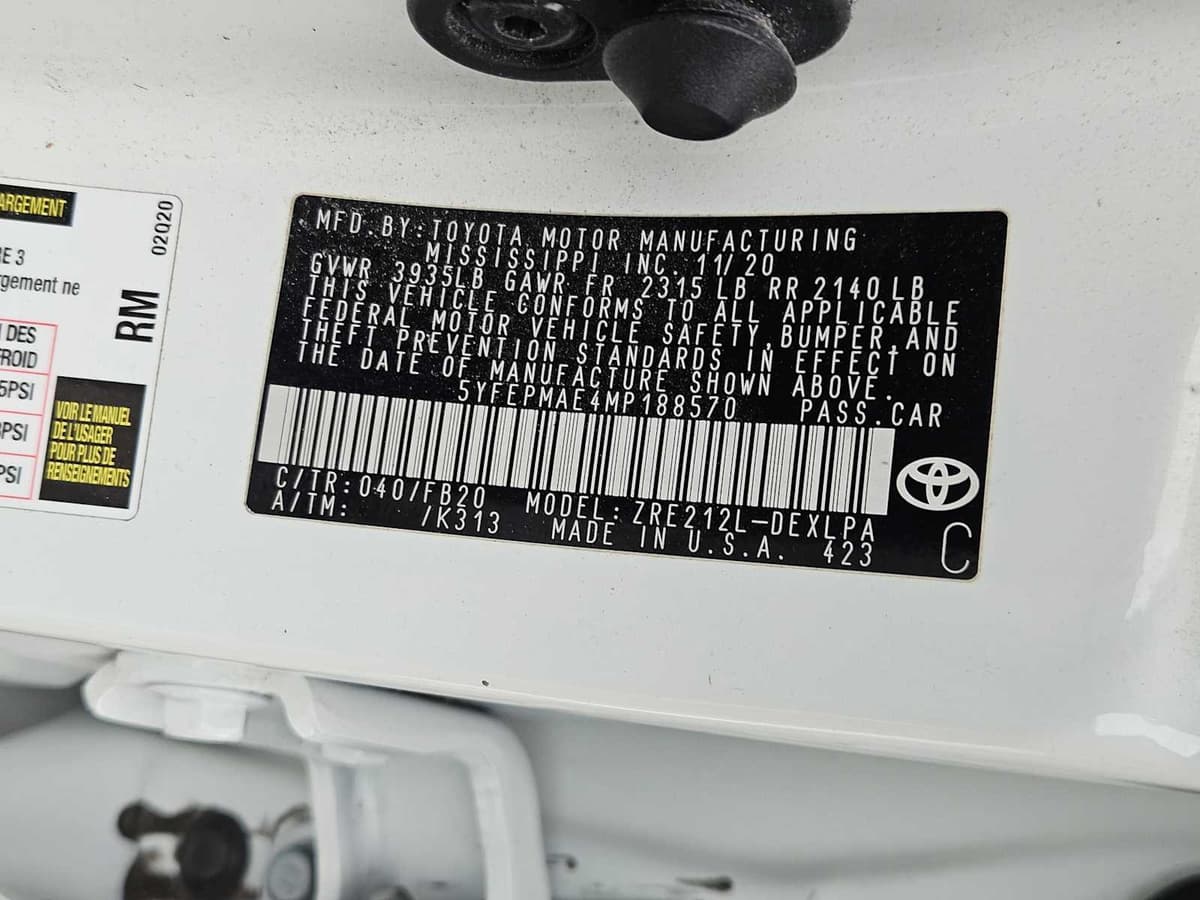 ARGEMENT
02020
RE 3
rgement ne
RM
DES
FROID
5PSI
PSI
PSI
VOIR LE MANUEL
DE L'USAGER
POUR PLUS DE
RENSEIGNEMENTS
MFD. BY: TOYOTA MOTOR MANUFACTURING
MISSISSIPPI INC. 11/20
GVWR 3935LB GAWR FR 2315 LB RR 2140 LB
THIS VEHICLE CONFORMS TO ALL APPLICABLE
FEDERAL MOTOR VEHICLE SAFETY, BUMPER, AND
THEFT PREVENTION STANDARDS IN EFFECT ON
THE DATE OF MANUFACTURE SHOWN ABOVE.
5YFEPMAE4MP188570 PASS. CAR
C/TR: 040/FB20 MODEL: ZRE212L-DEXLPA
A/TM: /K313 MADE IN U.S.A. 423
C